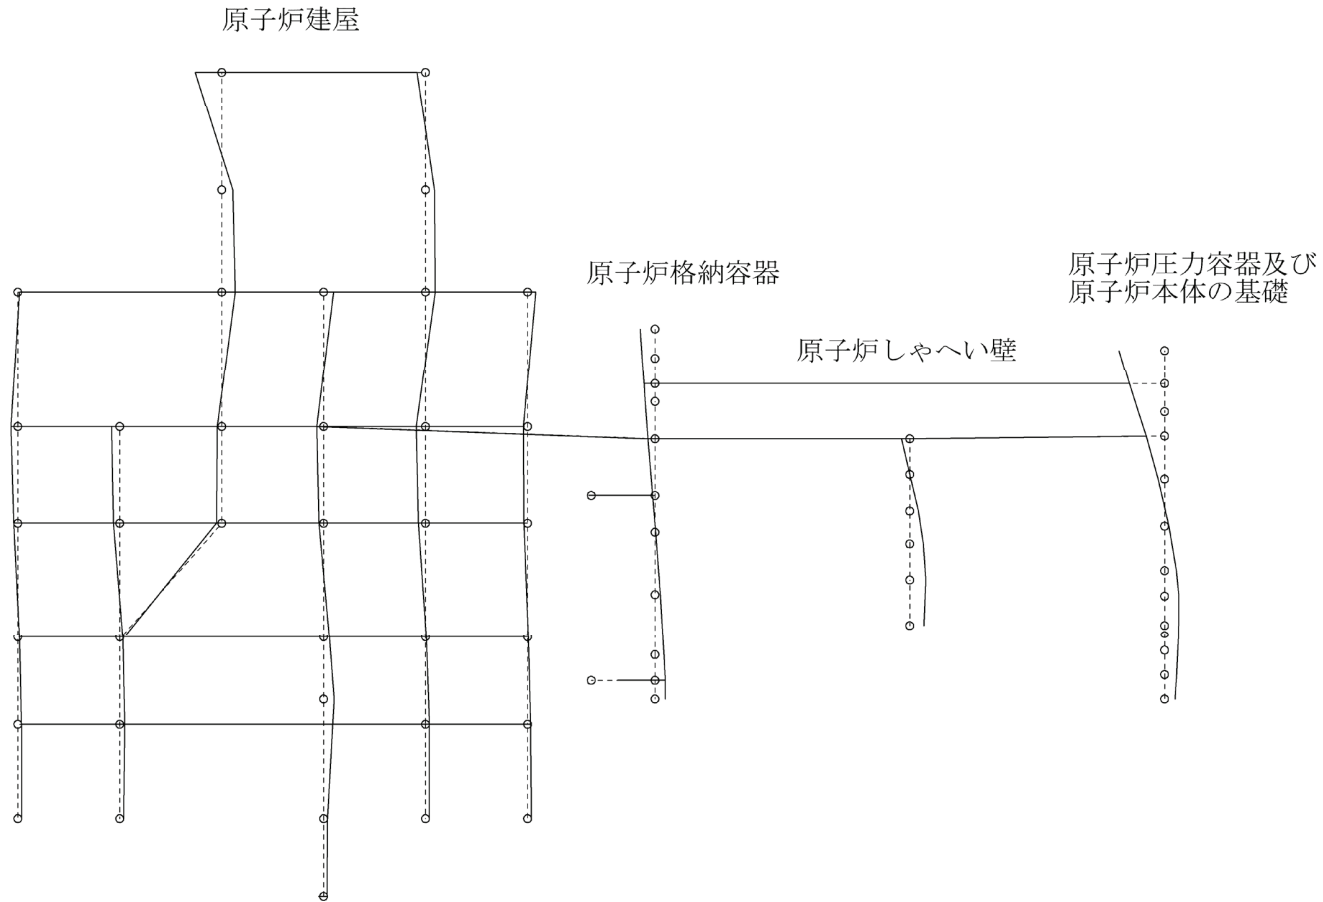 原子炉建屋
原子炉格納容器
原子炉しゃへい壁
原子炉圧力容器及び
原子炉本体の基礎